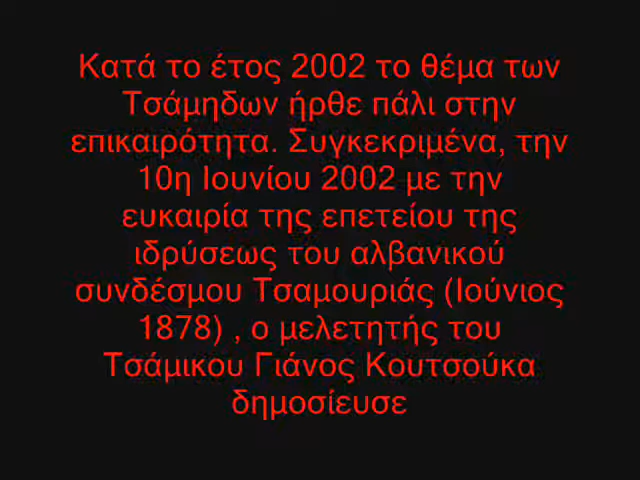 Κατά το έτος 2002 το θέμα των
Τσάμηδων ήρθε πάλι στην
επικαιρότητα. Συγκεκριμένα, την
10η Ιουνίου 2002 με την
ευκαιρία της επετείου της
ιδρύσεως του αλβανικού
συνδέσμου Τσαμουριάς (Ιούνιος
1878) , ο μελετητής του
Τσάμικου Γιάνος Κουτσούκα
δημοσίευσε